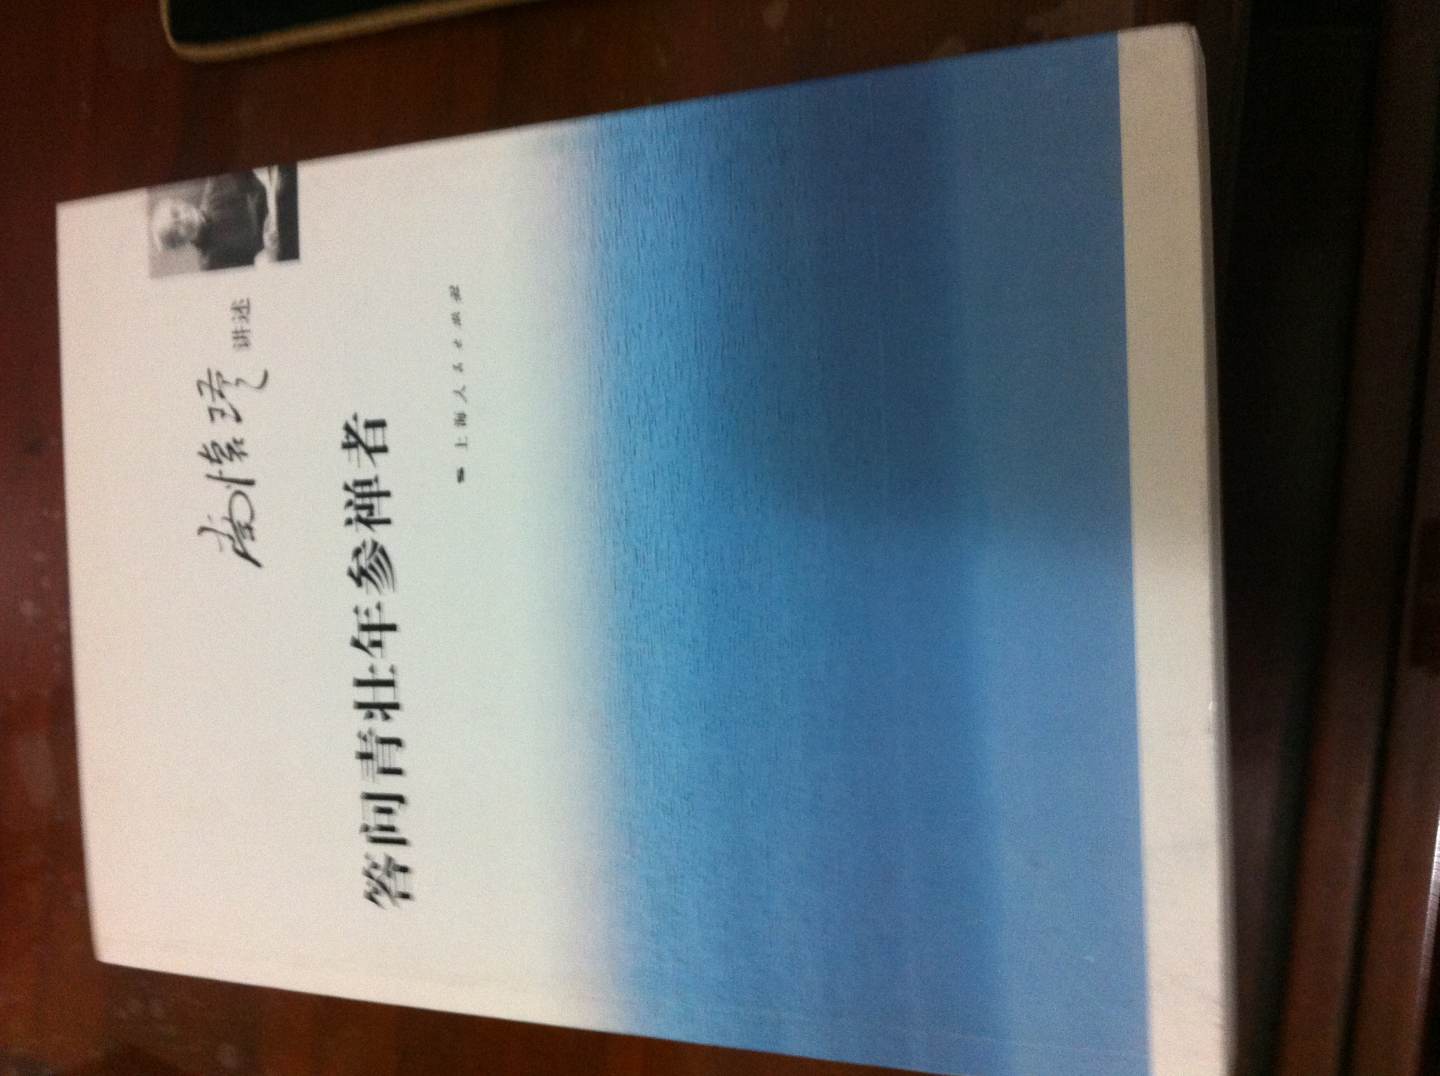 南懷瑾 讲述
答问青壮年参禅者
上海人民出版社